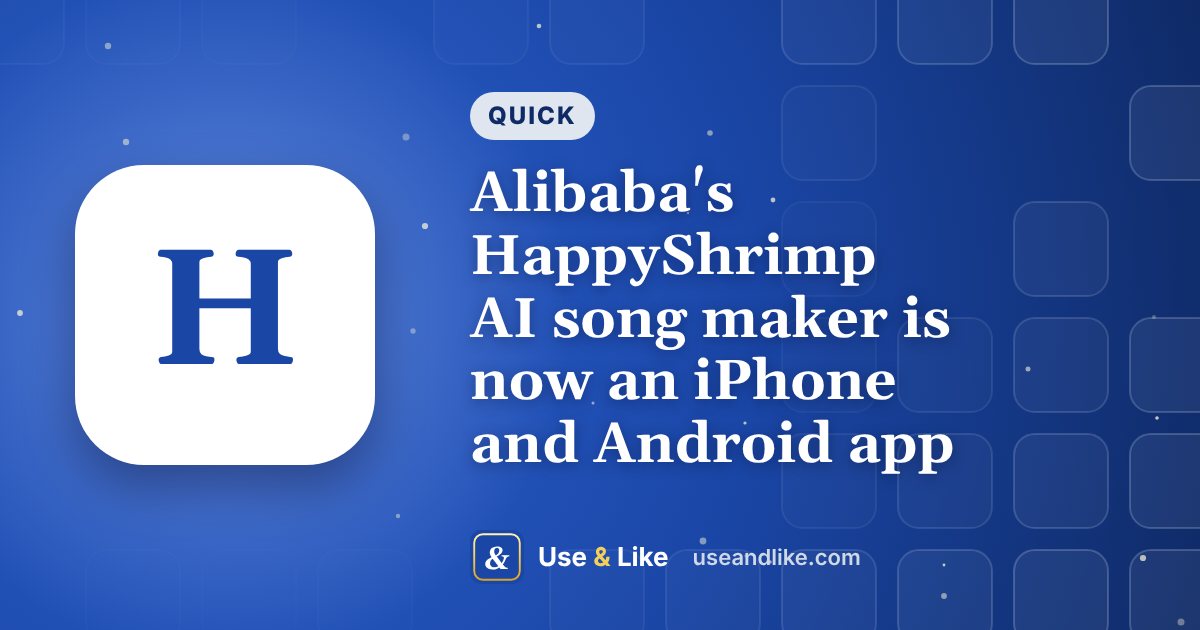 H
QUICK
Alibaba's
HappyShrimp
AI song maker is
now an iPhone
and Android app
& Use & Like useandlike.com